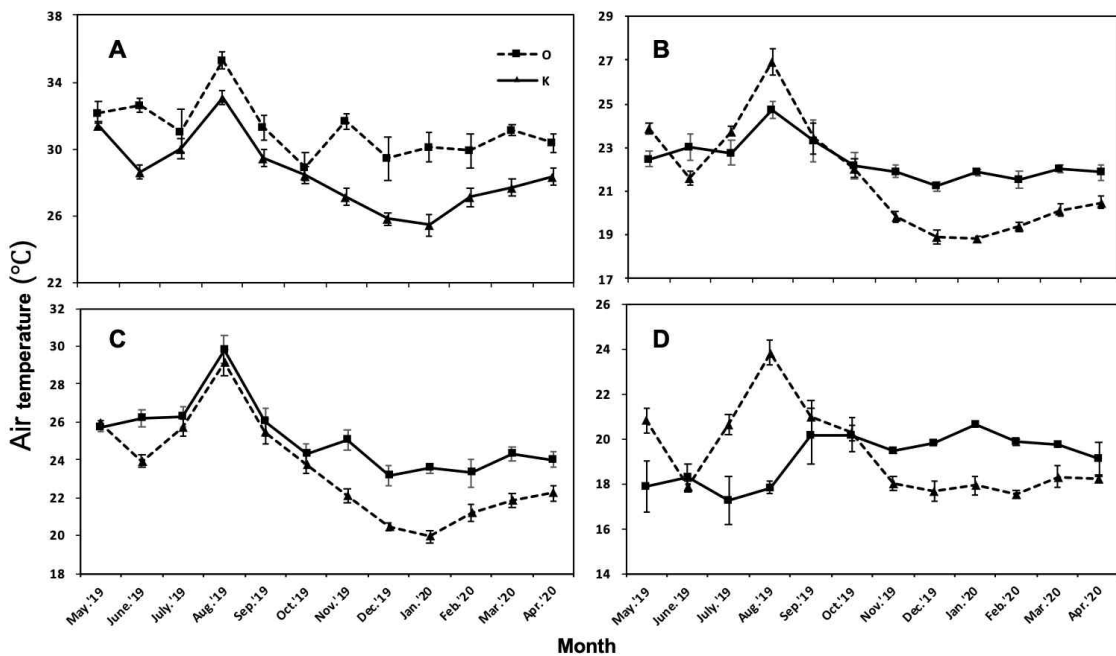 Air temperature (°C)
A
38
34
30
26
22
O
K
B
29
27
25
23
21
19
17
C
32
30
28
26
24
22
20
18
May.'19
June.'19
July.'19
Aug.'19
Sep.'19
Oct.'19
Nov.'19
Dec.'19
Jan.'20
Feb.'20
Mar.'20
Apr.'20
D
26
24
22
20
18
16
14
May.'19
June.'19
July.'19
Aug.'19
Sep.'19
Oct.'19
Nov.'19
Dec.'19
Jan.'20
Feb.'20
Mar.'20
Apr.'20
Month